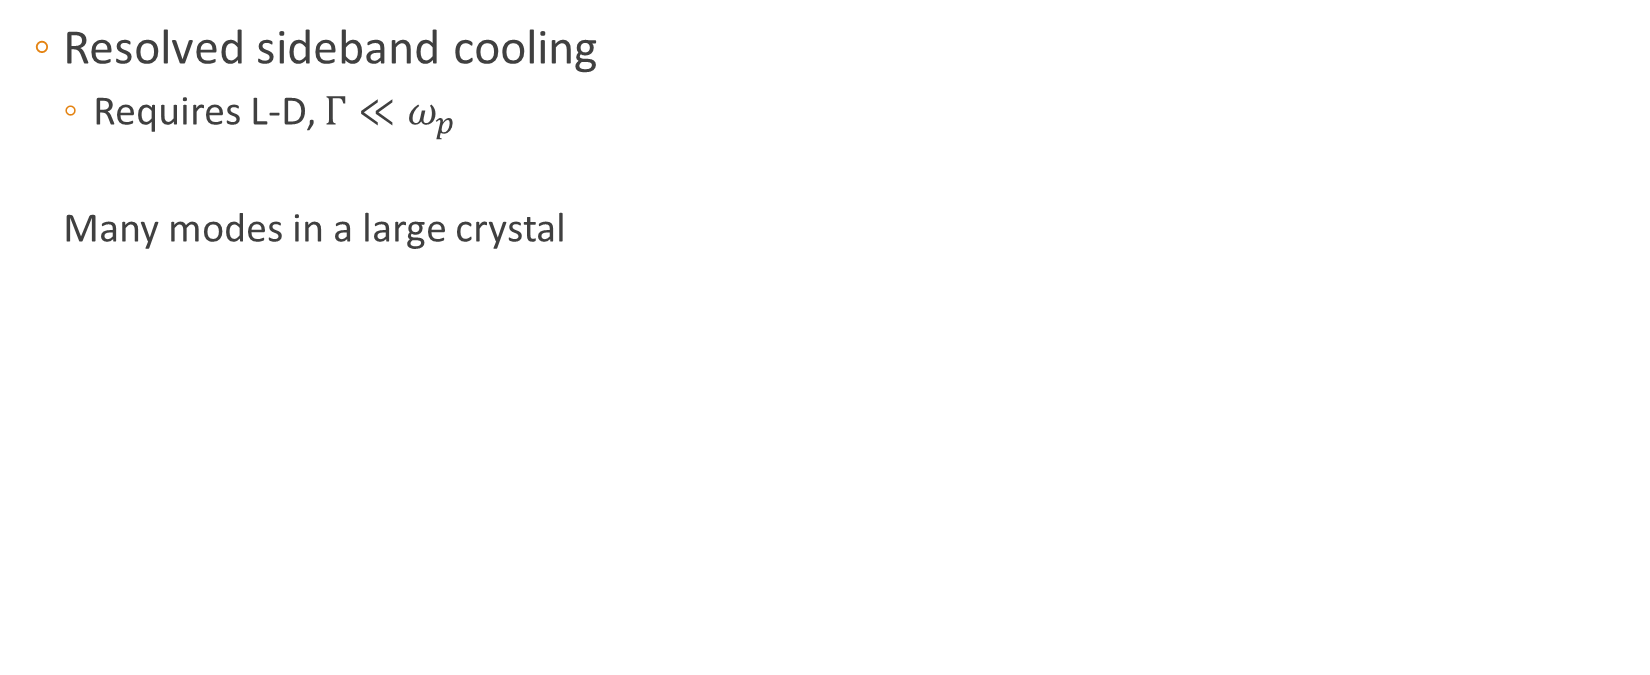 ◦ Resolved sideband cooling
◦ Requires L-D, Γ ≪ ω_p
Many modes in a large crystal